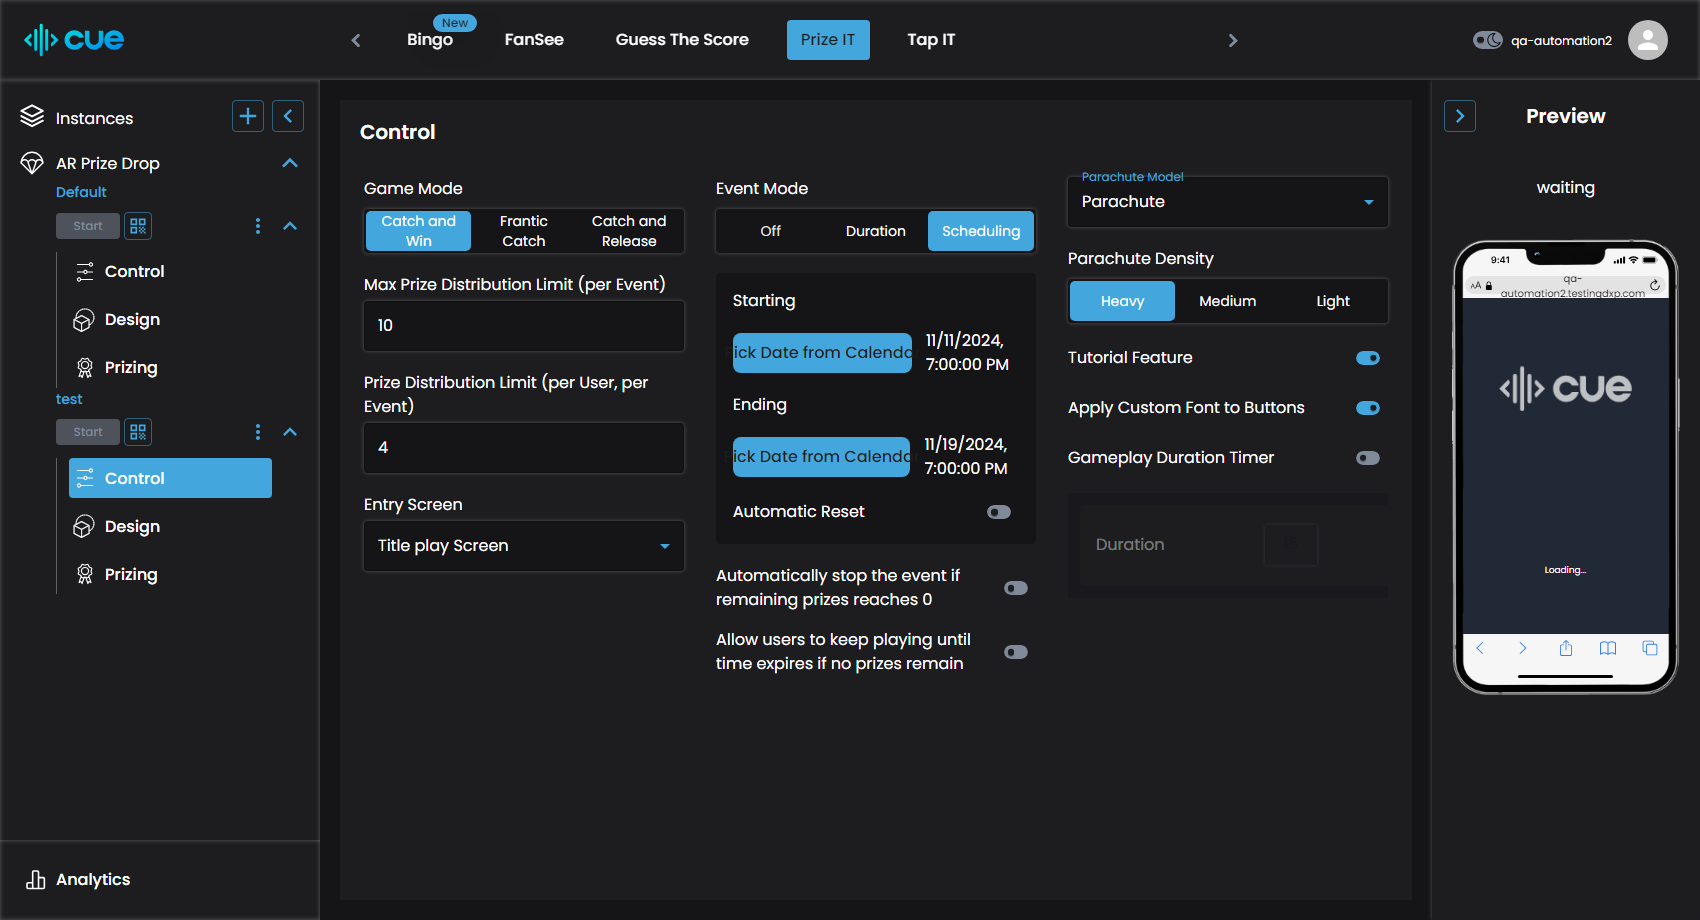 cue
New
Bingo
FanSee
Guess The Score
Prize IT
Tap IT
qa-automation2
Instances
AR Prize Drop
Default
Start
Control
Design
Prizing
test
Start
Control
Design
Prizing
Analytics
Control
Game Mode
Catch and
Win
Frantic
Catch
Catch and
Release
Max Prize Distribution Limit (per Event)
10
Prize Distribution Limit (per User, per
Event)
4
Entry Screen
Title play Screen
Event Mode
Off
Duration
Scheduling
Starting
ick Date from Calenda
11/11/2024,
7:00:00 PM
Ending
ick Date from Calenda
11/19/2024,
7:00:00 PM
Automatic Reset
Automatically stop the event if
remaining prizes reaches 0
Allow users to keep playing until
time expires if no prizes remain
Parachute Model
Parachute
Parachute Density
Heavy
Medium
Light
Tutorial Feature
Apply Custom Font to Buttons
Gameplay Duration Timer
Duration
Preview
waiting
9:41
AA
qa-
automation2.testingdxp.com
cue
Loading...